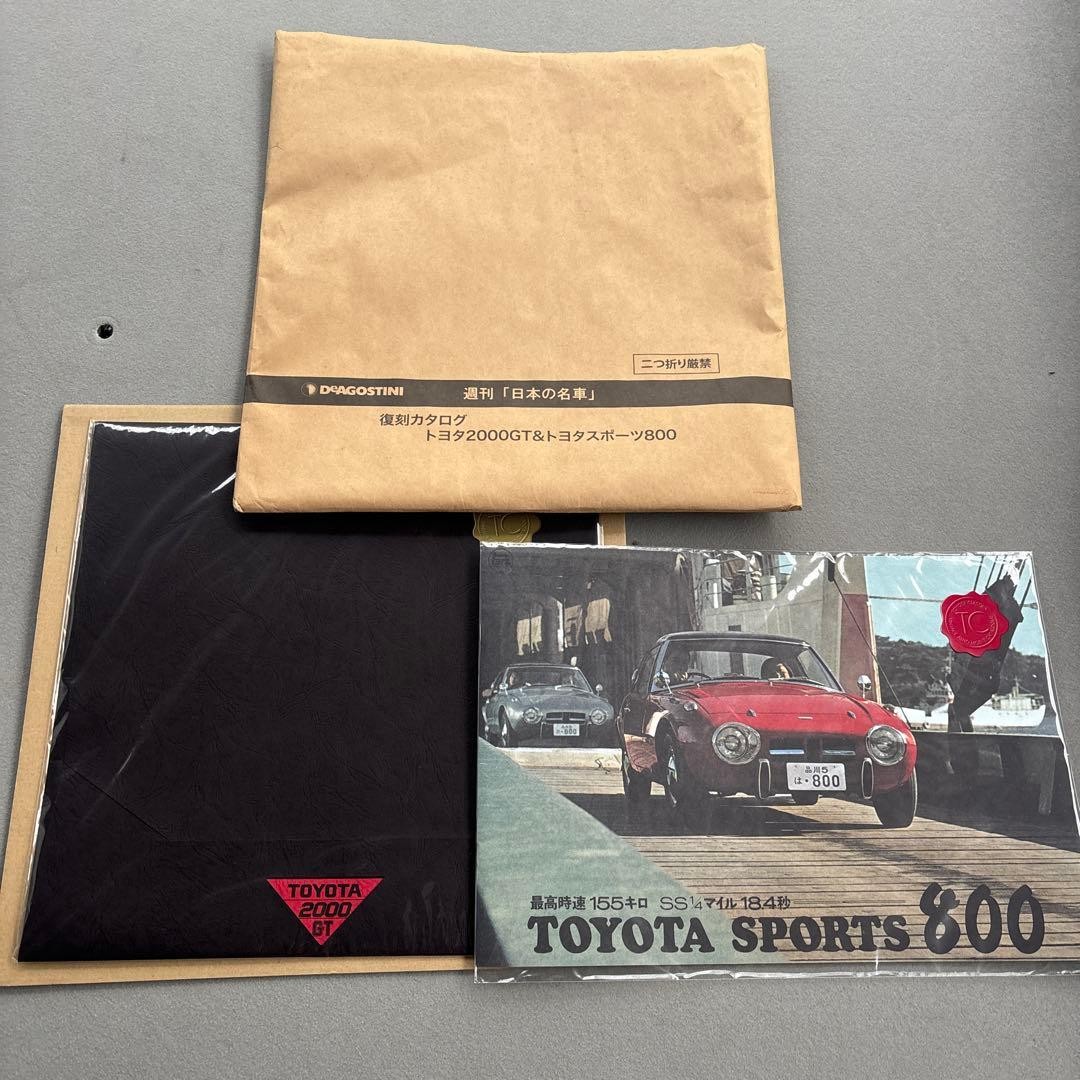 二つ折り厳禁
DeAGOSTINI 週刊「日本の名車」
復刻カタログ
トヨタ2000GT&トヨタスポーツ800
TC
TOYOTA
2000
GT
TC
800
品川5
は・800
最高時速155キロ SS1/4マイル18.4秒
TOYOTA SPORTS 800